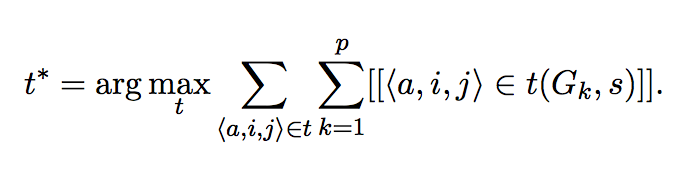 t* = arg max_t ∑_{⟨a,i,j⟩∈t} ∑_{k=1}^{p} [[⟨a, i, j⟩ ∈ t(G_k, s)]].